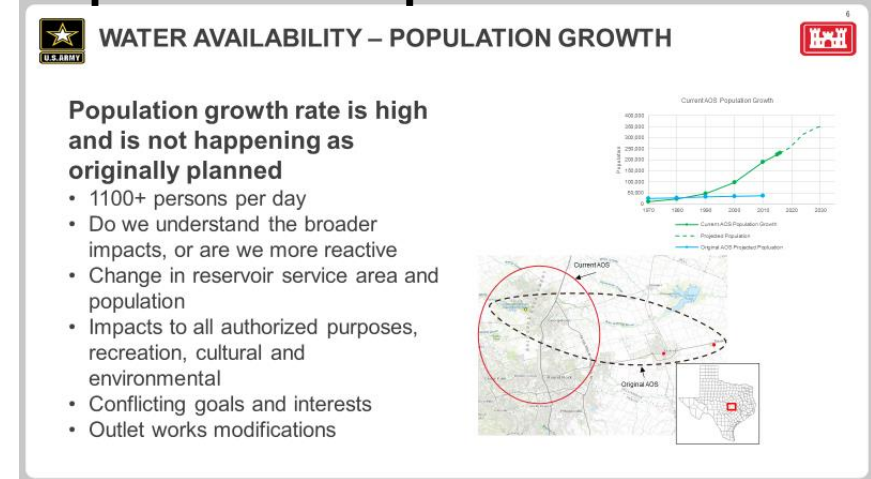 6
U.S.ARMY
WATER AVAILABILITY – POPULATION GROWTH
Population growth rate is high
and is not happening as
originally planned
• 1100+ persons per day
• Do we understand the broader
impacts, or are we more reactive
• Change in reservoir service area and
population
• Impacts to all authorized purposes,
recreation, cultural and
environmental
• Conflicting goals and interests
• Outlet works modifications
Current AOS Population Growth
Population
400,000
350,000
300,000
250,000
200,000
150,000
100,000
50,000
0
1970 1980 1990 2000 2010 2020 2030
Current AOS Population Growth
Projected Population
Original AOS Projected Population
Current AOS
Original AOS